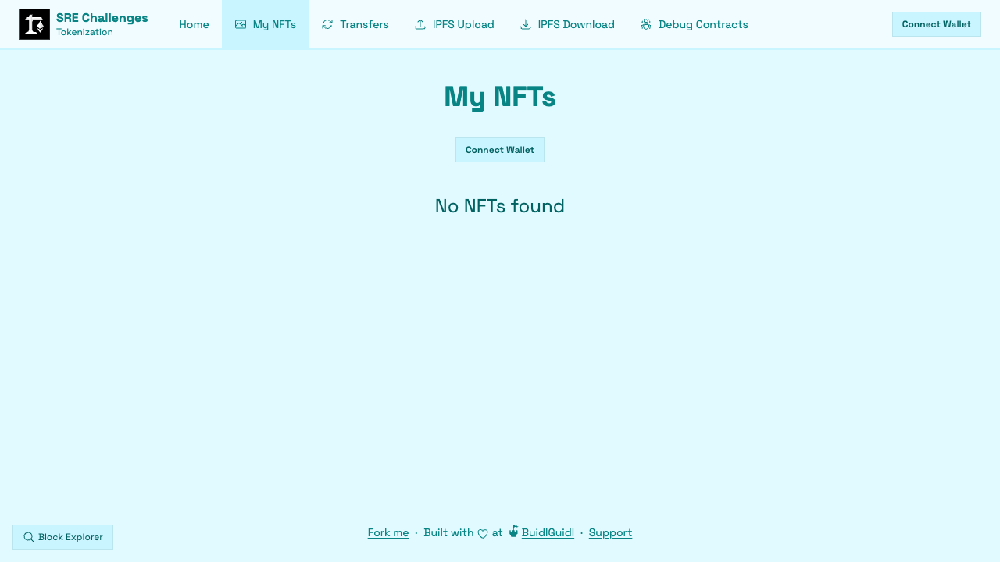 SRE Challenges
Tokenization
Home
My NFTs
Transfers
IPFS Upload
IPFS Download
Debug Contracts
Connect Wallet
My NFTs
Connect Wallet
No NFTs found
Block Explorer
Fork me · Built with at BuidlGuidl · Support